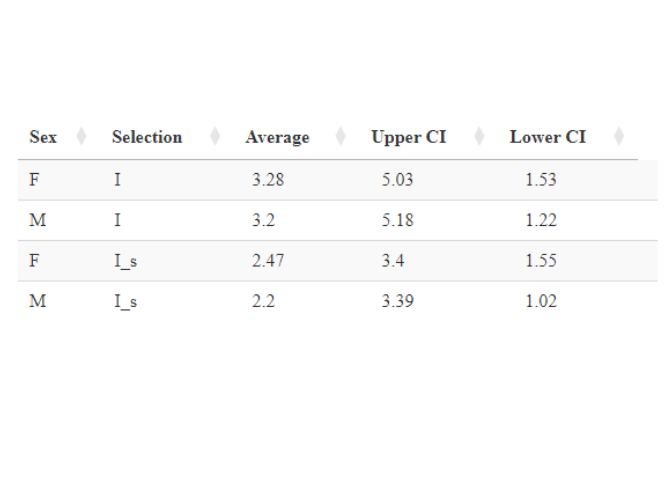 Sex Selection Average Upper CI Lower CI
F I 3.28 5.03 1.53
M I 3.2 5.18 1.22
F I_s 2.47 3.4 1.55
M I_s 2.2 3.39 1.02